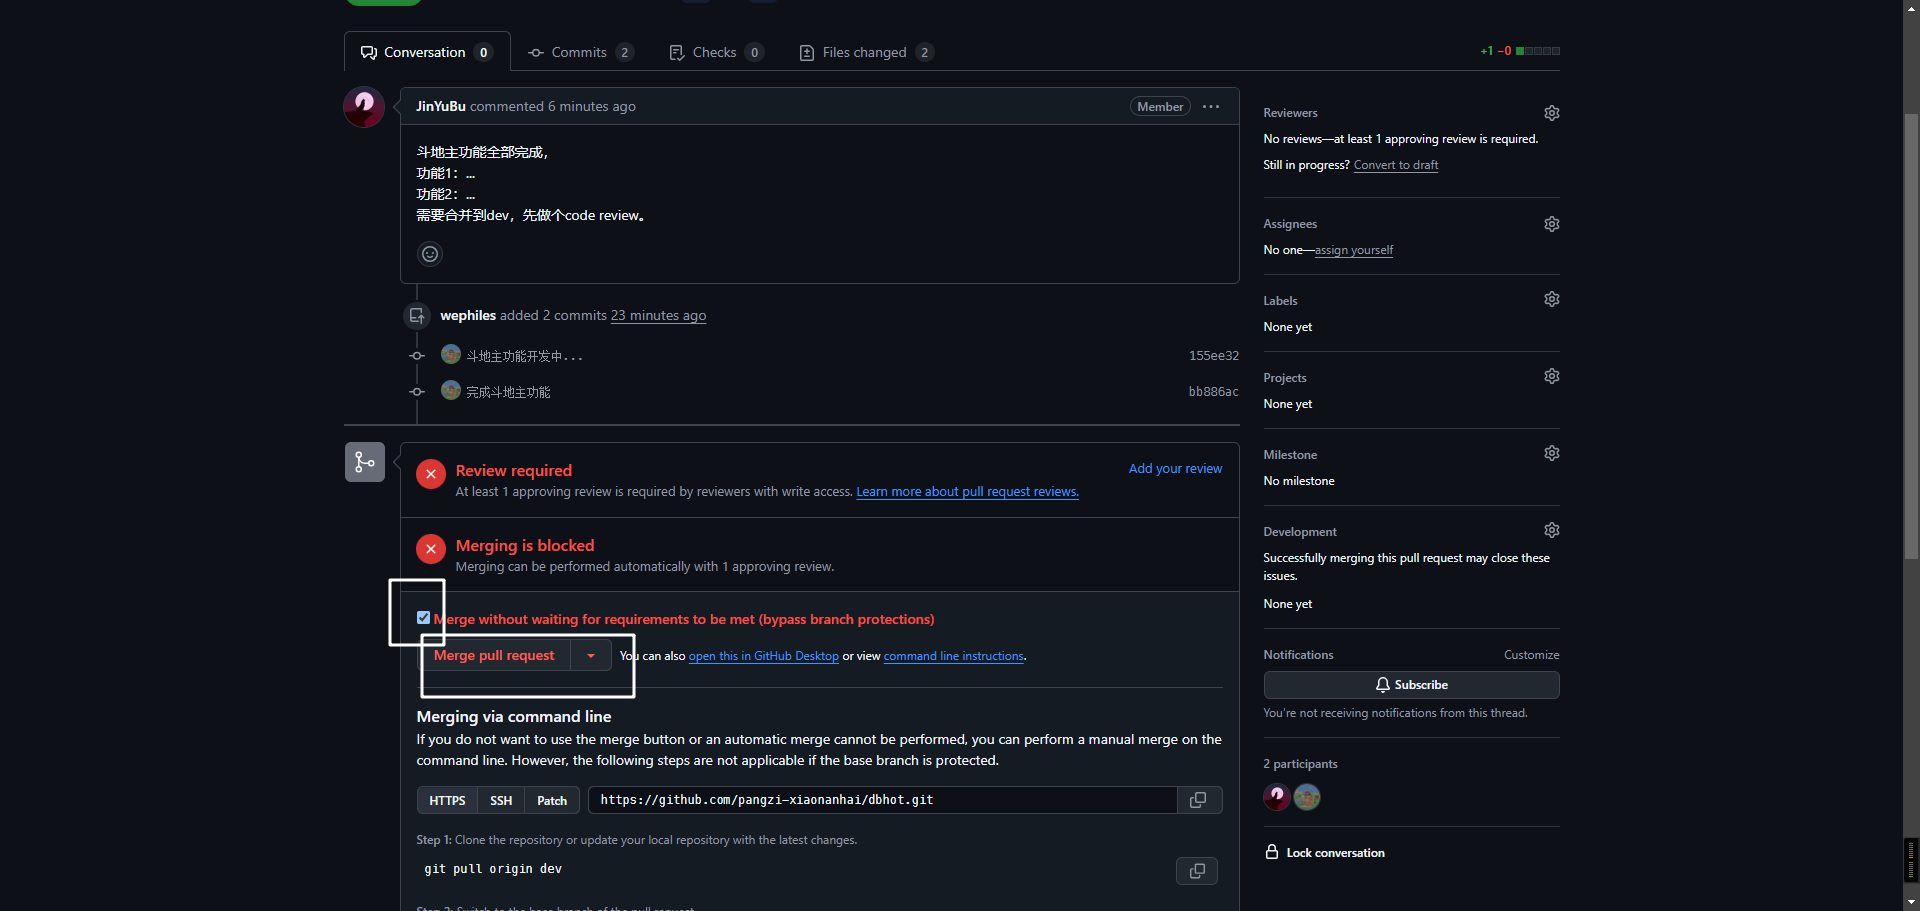 Conversation 0 Commits 2 Checks 0 Files changed 2 +1 −0
JinYuBu commented 6 minutes ago Member
斗地主功能全部完成，
功能1：...
功能2：...
需要合并到dev，先做个code review。
wephiles added 2 commits 23 minutes ago
斗地主功能开发中... 155ee32
完成斗地主功能 bb886ac
Review required
Add your review
At least 1 approving review is required by reviewers with write access. Learn more about pull request reviews.
Merging is blocked
Merging can be performed automatically with 1 approving review.
Merge without waiting for requirements to be met (bypass branch protections)
Merge pull request You can also open this in GitHub Desktop or view command line instructions.
Merging via command line
If you do not want to use the merge button or an automatic merge cannot be performed, you can perform a manual merge on the
command line. However, the following steps are not applicable if the base branch is protected.
HTTPS SSH Patch https://github.com/pangzi-xiaonanhai/dbhot.git
Step 1: Clone the repository or update your local repository with the latest changes.
git pull origin dev
Step 2: Switch to the base branch of the pull request.
Reviewers
No reviews—at least 1 approving review is required.
Still in progress? Convert to draft
Assignees
No one—assign yourself
Labels
None yet
Projects
None yet
Milestone
No milestone
Development
Successfully merging this pull request may close these
issues.
None yet
Notifications Customize
Subscribe
You're not receiving notifications from this thread.
2 participants
Lock conversation